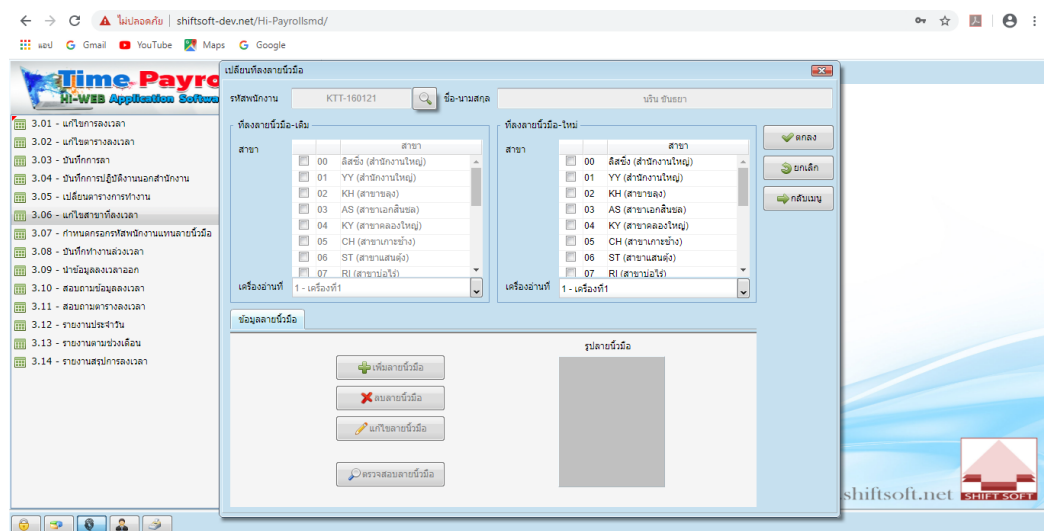 ไม่ปลอดภัย | shiftsoft-dev.net/Hi-Payrollsmd/
แอป Gmail YouTube Maps Google
Time Payro
Hi-WEB Application Softwa
3.01 - แก้ไขการลงเวลา
3.02 - แก้ไขตารางลงเวลา
3.03 - บันทึกการลา
3.04 - บันทึกการปฏิบัติงานนอกสำนักงาน
3.05 - เปลี่ยนตารางการทำงาน
3.06 - แก้ไขสาขาที่ลงเวลา
3.07 - กำหนดกรอกรหัสพนักงานแทนลายนิ้วมือ
3.08 - บันทึกทำงานล่วงเวลา
3.09 - นำข้อมูลลงเวลาออก
3.10 - สอบถามข้อมูลลงเวลา
3.11 - สอบถามตารางลงเวลา
3.12 - รายงานประจำวัน
3.13 - รายงานตามช่วงเดือน
3.14 - รายงานสรุปการลงเวลา
เปลี่ยนที่ลงลายนิ้วมือ
รหัสพนักงาน KTT-160121 ชื่อ-นามสกุล นริน ขันธยา
ที่ลงลายนิ้วมือ-เดิม
สาขา
สาขา
00 ลีสซิ่ง (สำนักงานใหญ่)
01 YY (สำนักงานใหญ่)
02 KH (สาขาขลุง)
03 AS (สาขาเอกสินชล)
04 KY (สาขาคลองใหญ่)
05 CH (สาขาเกาะช้าง)
06 ST (สาขาแสนตุ้ง)
07 RI (สาขาบ่อไร่)
เครื่องอ่านที่ 1 - เครื่องที่1
ที่ลงลายนิ้วมือ-ใหม่
สาขา
สาขา
00 ลีสซิ่ง (สำนักงานใหญ่)
01 YY (สำนักงานใหญ่)
02 KH (สาขาขลุง)
03 AS (สาขาเอกสินชล)
04 KY (สาขาคลองใหญ่)
05 CH (สาขาเกาะช้าง)
06 ST (สาขาแสนตุ้ง)
07 RI (สาขาบ่อไร่)
เครื่องอ่านที่ 1 - เครื่องที่1
ตกลง
ยกเลิก
กลับเมนู
ข้อมูลลายนิ้วมือ
รูปลายนิ้วมือ
เพิ่มลายนิ้วมือ
ลบลายนิ้วมือ
แก้ไขลายนิ้วมือ
ตรวจสอบลายนิ้วมือ
shiftsoft.net SHIFT SOFT